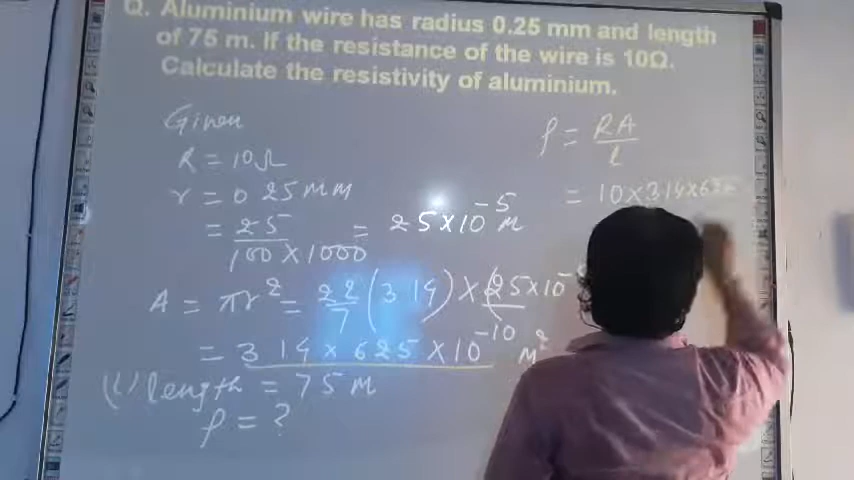 Q. Aluminium wire has radius 0.25 mm and length
of 75 m. If the resistance of the wire is 10Ω.
Calculate the resistivity of aluminium.
Given
R = 10 Ω
r = 0 25 mm
= 25 / 100 × 1000 = 25 × 10⁻⁵ m
A = πr² = 22/7 (3 14) × (25 × 10⁻
= 3 14 × 625 × 10⁻¹⁰ m²
(L) length = 75 m
ρ = ?
ρ = RA / L
= 10 × 3.14 × 625